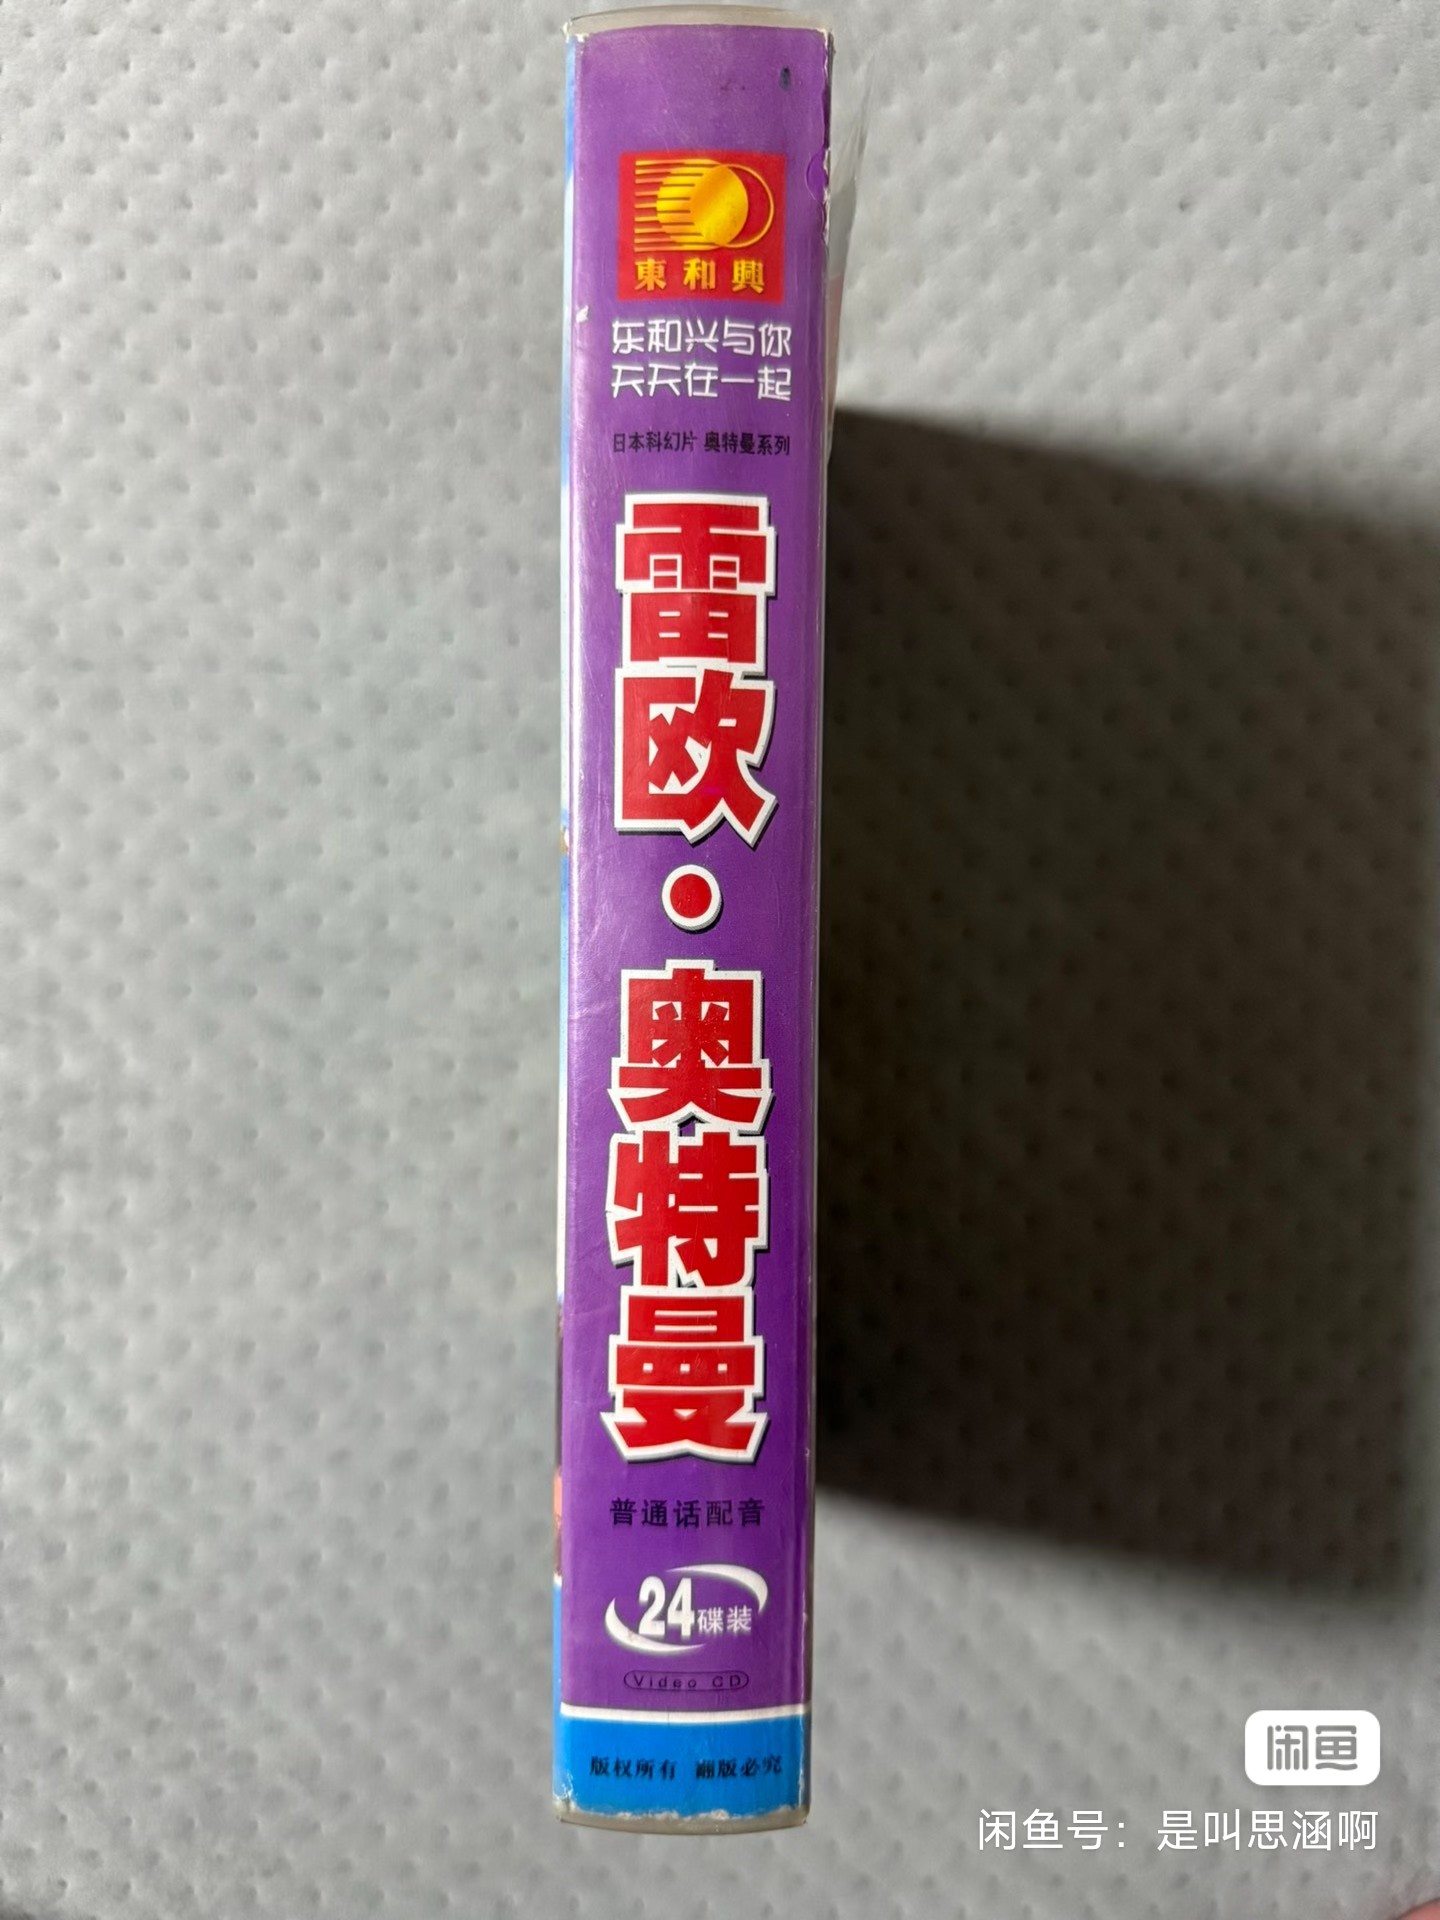 東和興
东和兴与你
天天在一起
日本科幻片 奥特曼系列
雷欧·奥特曼
普通话配音
24碟装
Video CD
版权所有 翻版必究
闲鱼
闲鱼号：是叫思涵啊